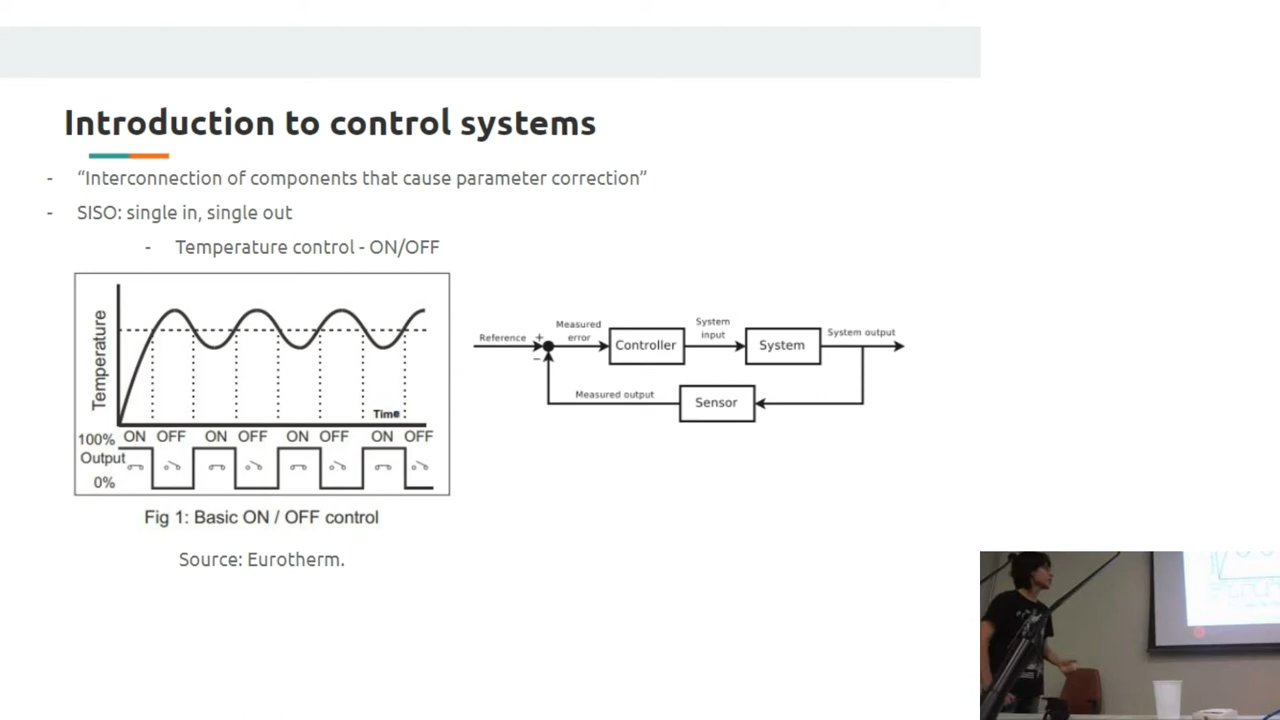 Introduction to control systems
- “Interconnection of components that cause parameter correction”
- SISO: single in, single out
- Temperature control - ON/OFF
Temperature
Time
100% ON OFF ON OFF ON OFF ON OFF
Output
0%
Fig 1: Basic ON / OFF control
Source: Eurotherm.
Reference
+
−
Measured
error
Controller
System
input
System
System output
Measured output
Sensor